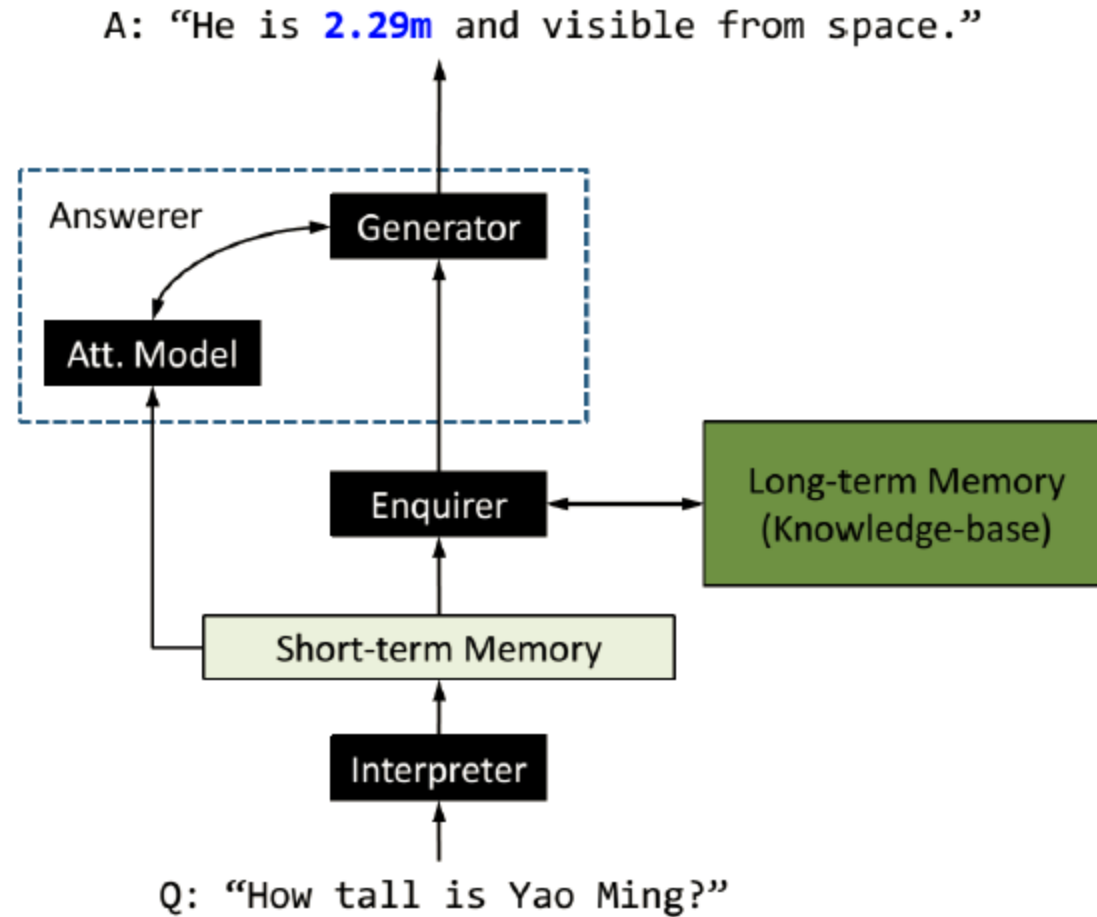 A: “He is 2.29m and visible from space.”
Answerer
Generator
Att. Model
Enquirer
Long-term Memory
(Knowledge-base)
Short-term Memory
Interpreter
Q: “How tall is Yao Ming?”